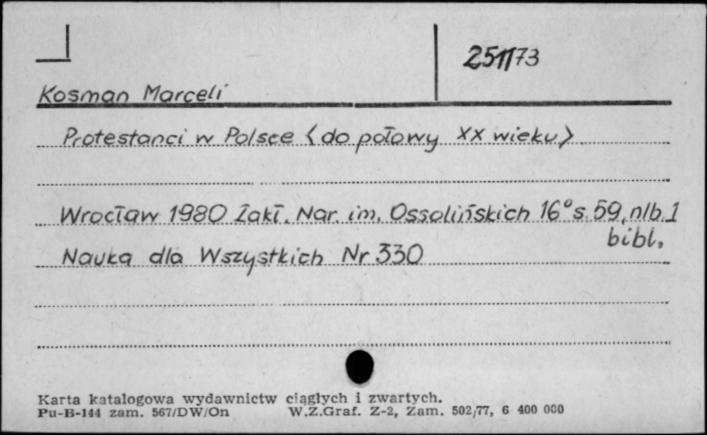 251173
Kosman Marceli
Protestanci w Polsce <do połowy XX wieku>
Wrocław 1980 Zakł. Nar. im. Ossolińskich 16° s. 59, nlb. 1
bibl.
Nauka dla Wszystkich Nr 330
Karta katalogowa wydawnictw ciągłych i zwartych.
Pu-B-144 zam. 567/DW/On W.Z.Graf. Z-2, Zam. 502/77, 6 400 000